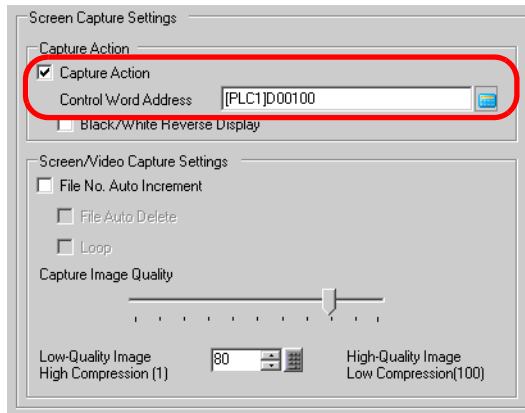 Screen Capture Settings
Capture Action
Capture Action
Control Word Address [PLC1]D00100
Black/White Reverse Display
Screen/Video Capture Settings
File No. Auto Increment
File Auto Delete
Loop
Capture Image Quality
Low-Quality Image 80 High-Quality Image
High Compression (1) Low Compression(100)